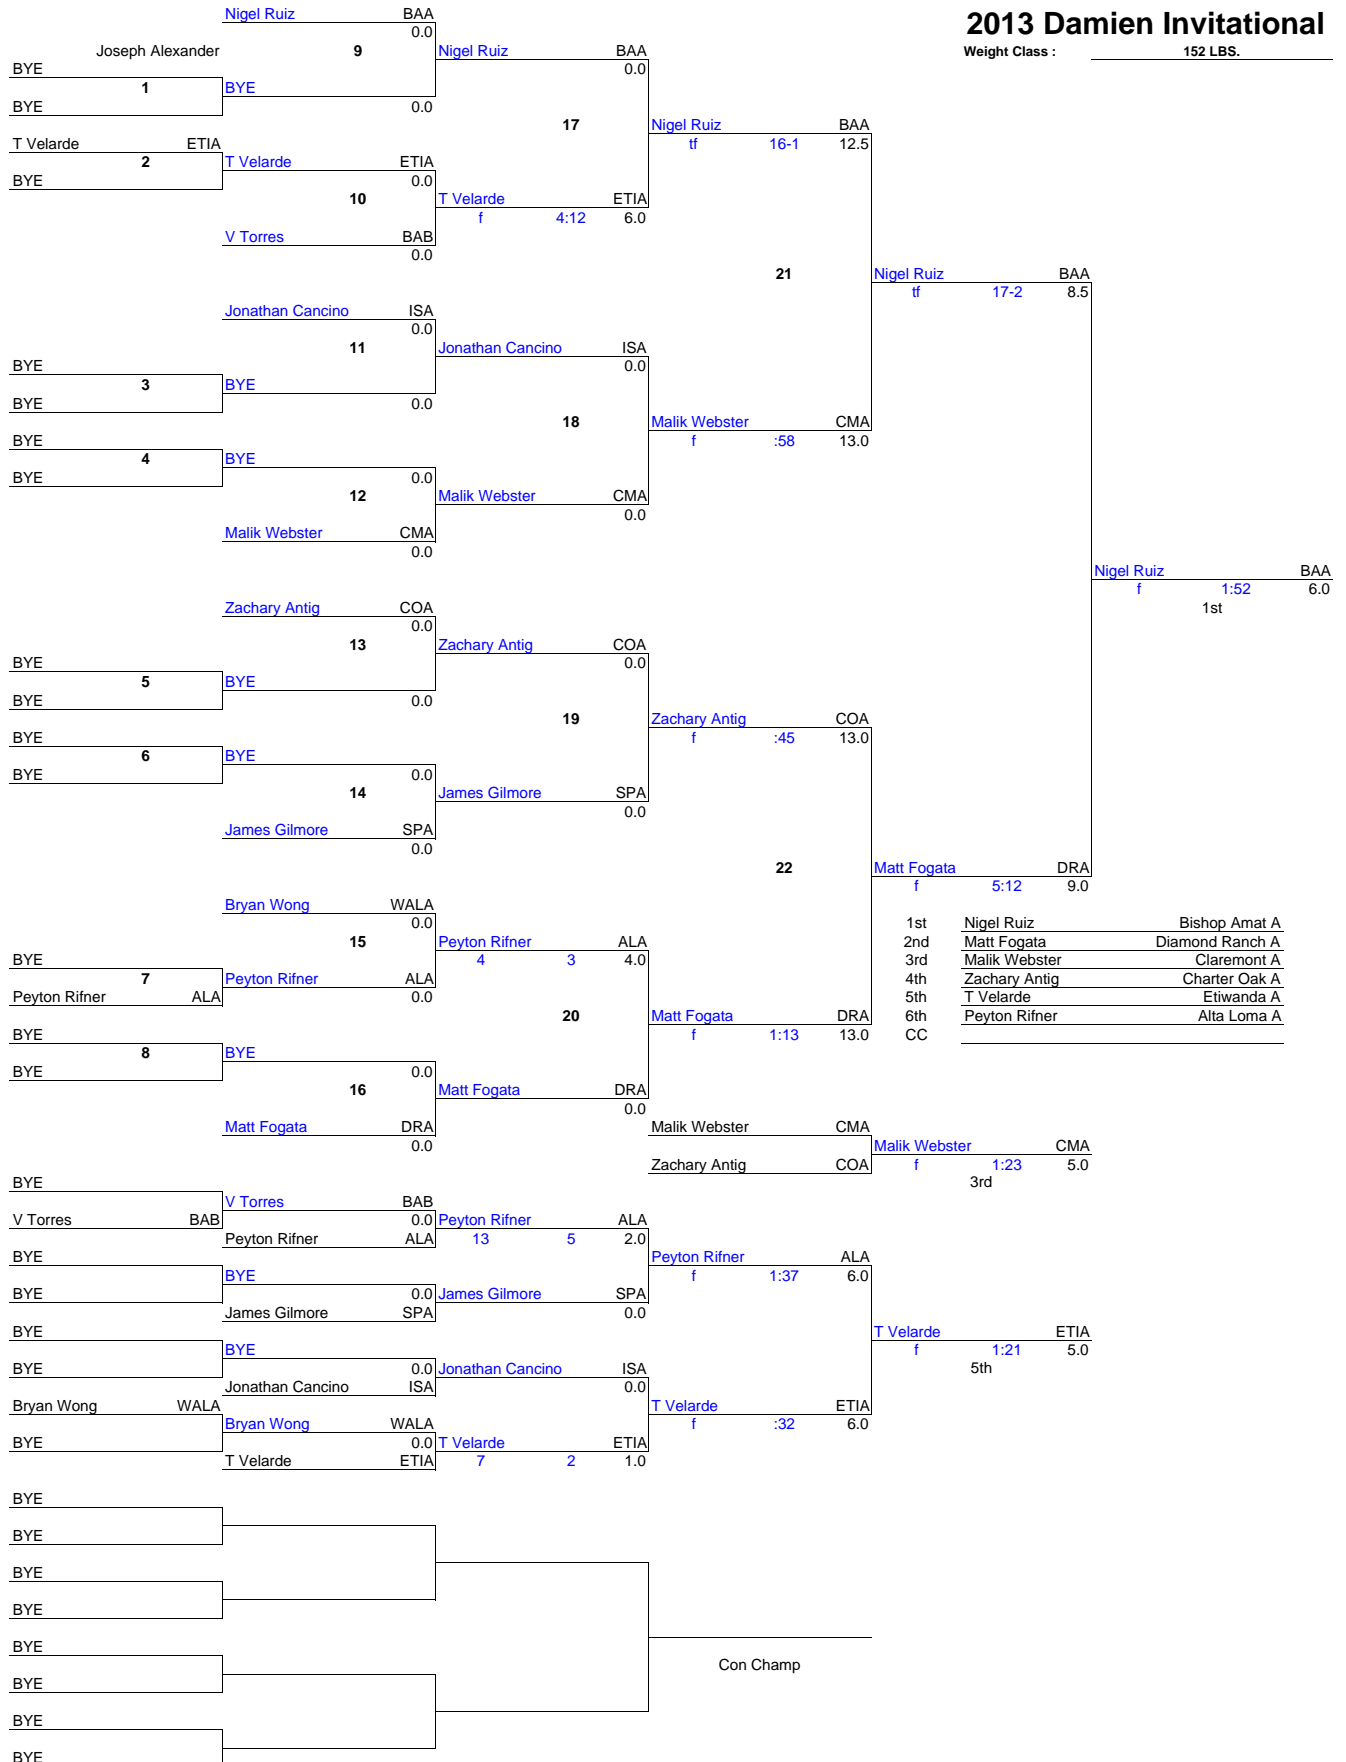 Nigel Ruiz BAA 2013 Damien Invitational
0.0
Joseph Alexander 9 Nigel Ruiz BAA Weight Class : 152 LBS.
BYE 0.0
1 BYE
BYE 0.0
17 Nigel Ruiz BAA
T Velarde ETIA tf 16-1 12.5
2 T Velarde ETIA
BYE 0.0
10 T Velarde ETIA
f 4:12 6.0
V Torres BAB
0.0
21 Nigel Ruiz BAA
tf 17-2 8.5
Jonathan Cancino ISA
0.0
11 Jonathan Cancino ISA
BYE 0.0
3 BYE
BYE 0.0
18 Malik Webster CMA
BYE f :58 13.0
4 BYE
BYE 0.0
12 Malik Webster CMA
0.0
Malik Webster CMA
0.0
Nigel Ruiz BAA
f 1:52 6.0
1st
Zachary Antig COA
0.0
13 Zachary Antig COA
BYE 0.0
5 BYE
BYE 0.0
19 Zachary Antig COA
BYE f :45 13.0
6 BYE
BYE 0.0
14 James Gilmore SPA
0.0
James Gilmore SPA
0.0
22 Matt Fogata DRA
f 5:12 9.0
Bryan Wong WALA
0.0 1st Nigel Ruiz Bishop Amat A
15 Peyton Rifner ALA 2nd Matt Fogata Diamond Ranch A
BYE 4 3 4.0 3rd Malik Webster Claremont A
7 Peyton Rifner ALA 4th Zachary Antig Charter Oak A
Peyton Rifner ALA 0.0 5th T Velarde Etiwanda A
20 Matt Fogata DRA 6th Peyton Rifner Alta Loma A
BYE f 1:13 13.0 CC
8 BYE
BYE 0.0
16 Matt Fogata DRA
0.0
Matt Fogata DRA Malik Webster CMA
0.0 Malik Webster CMA
Zachary Antig COA f 1:23 5.0
BYE 3rd
V Torres BAB
V Torres BAB 0.0 Peyton Rifner ALA
Peyton Rifner ALA 13 5 2.0
BYE Peyton Rifner ALA
BYE f 1:37 6.0
BYE 0.0 James Gilmore SPA
James Gilmore SPA 0.0
BYE T Velarde ETIA
BYE f 1:21 5.0
BYE 0.0 Jonathan Cancino ISA 5th
Jonathan Cancino ISA 0.0
Bryan Wong WALA T Velarde ETIA
Bryan Wong WALA f :32 6.0
BYE 0.0 T Velarde ETIA
T Velarde ETIA 7 2 1.0
BYE
BYE
BYE
BYE
BYE
Con Champ
BYE
BYE
BYE